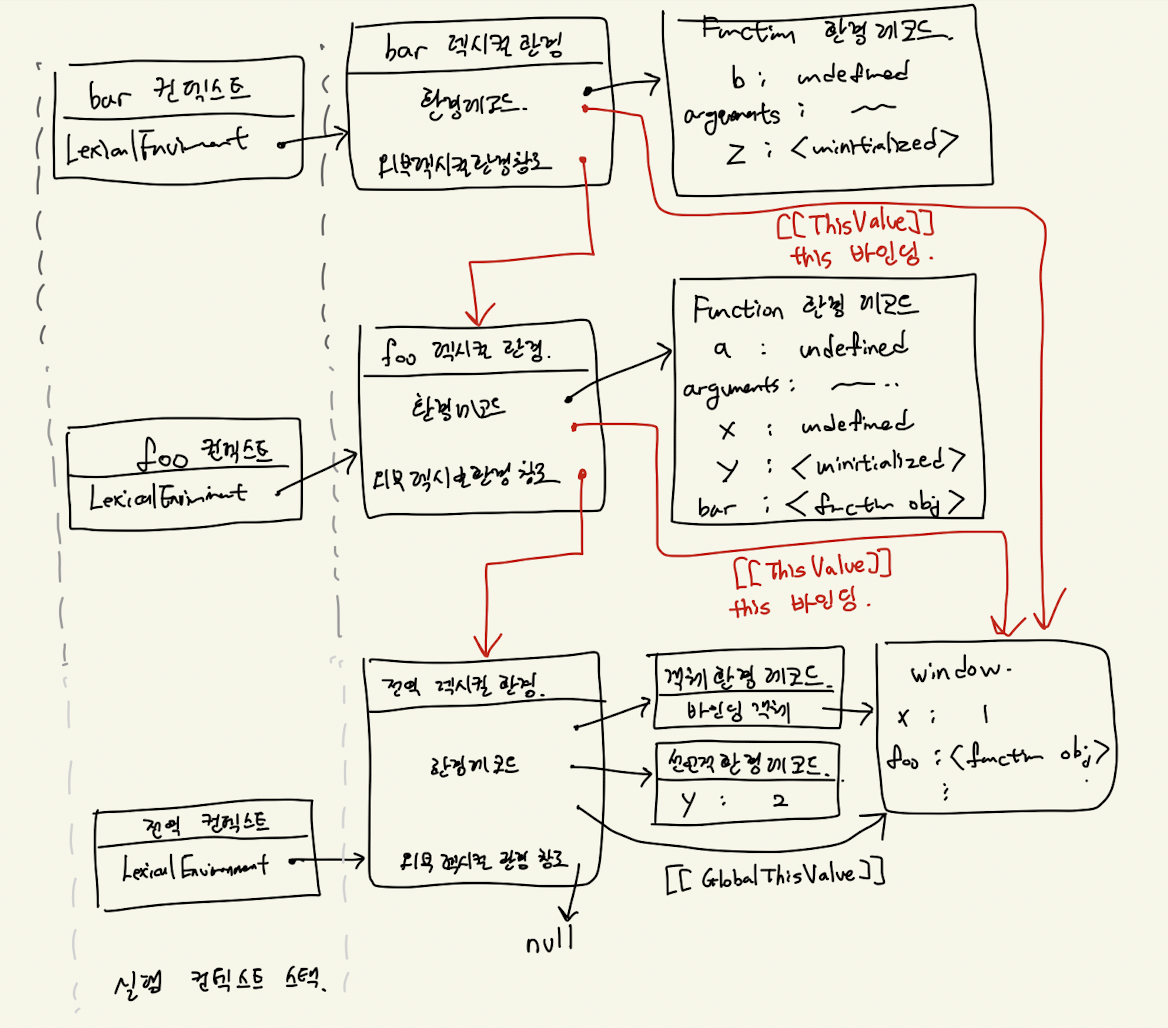 bar 렉시컬 환경
Function 환경 레코드.
bar 컨텍스트
LexicalEnviment
환경레코드.
외부렉시컬환경참조
b : undefined
arguments :
z : <uninitialized>
[[ThisValue]]
this 바인딩.
foo 렉시컬 환경.
환경레코드
외부렉시컬환경 참조
Function 환경 레코드
a : undefined
arguments : ..
x : undefined
y : <uninitialized>
bar : <function obj>
foo 컨텍스트
LexicalEnviriment
[[ThisValue]]
this 바인딩.
전역 렉시컬 환경.
환경레코드
외부 렉시컬 환경 참조
null
객체 환경 레코드.
바인딩 객체
선언적 환경 레코드.
y : 2
window.
x : 1
foo : <function obj>
⋮
전역 컨텍스트
LexicalEnvironment
[[GlobalThisValue]]
실행 컨텍스트 스택.